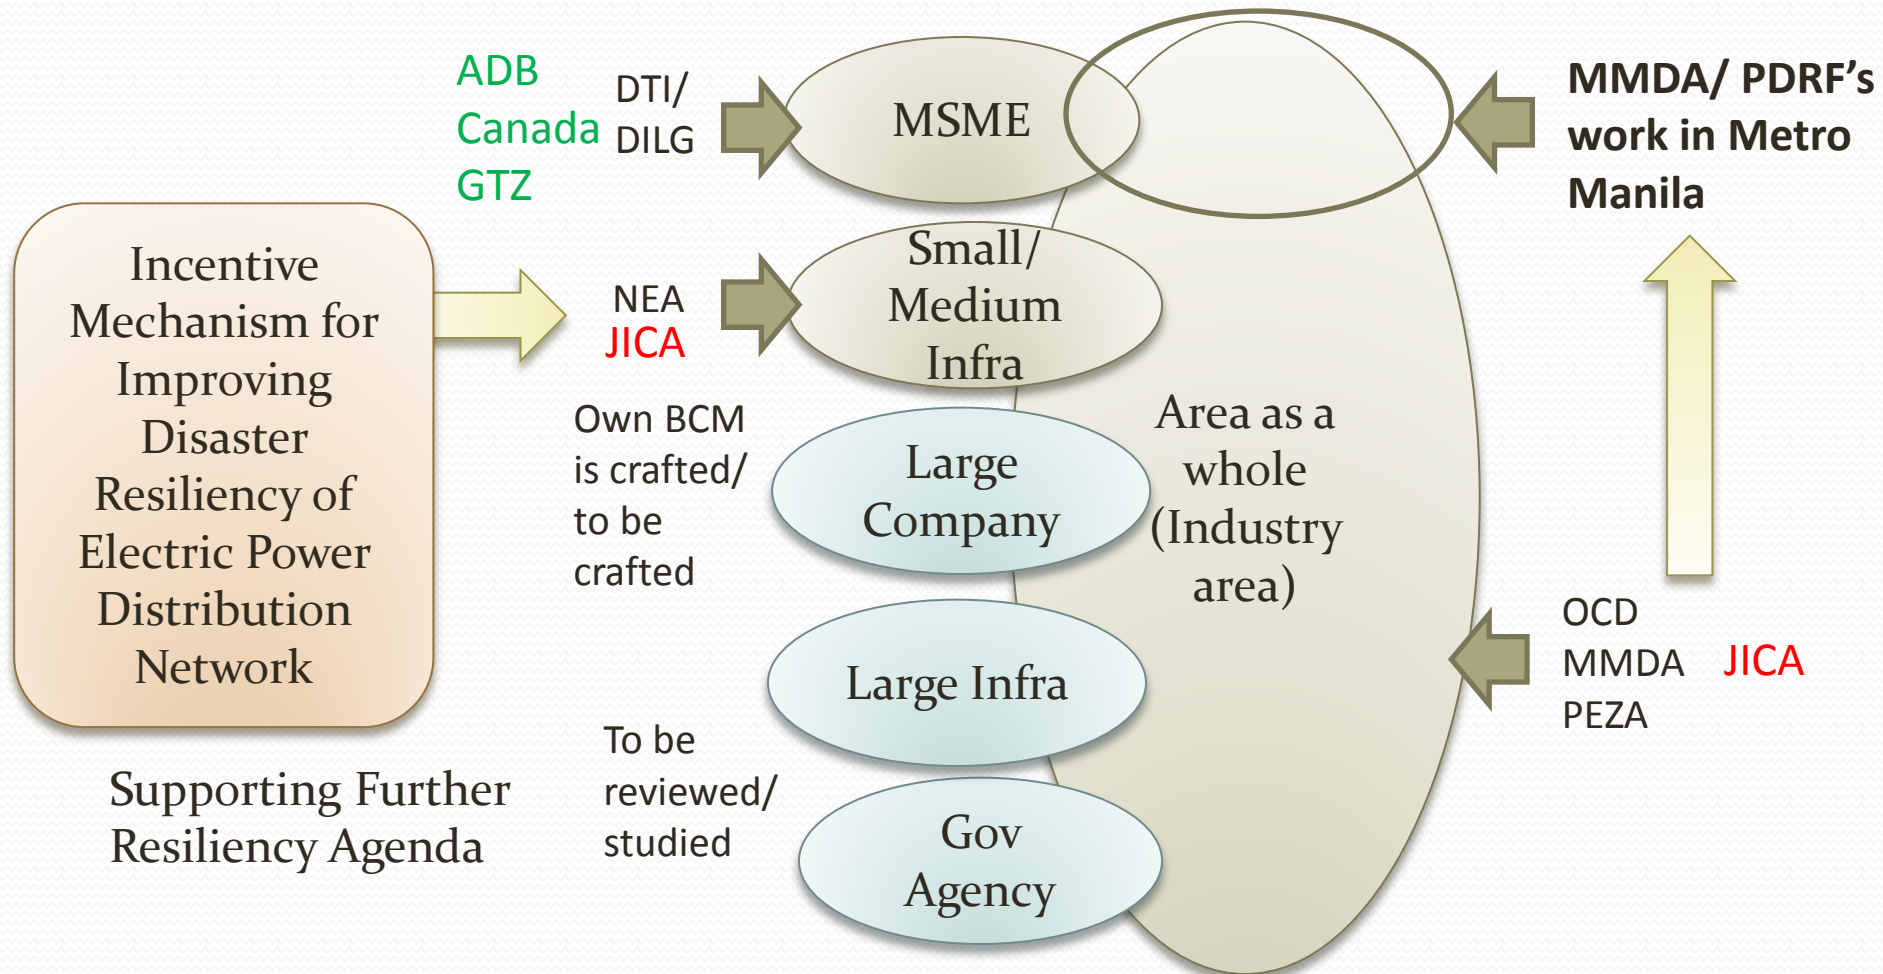 ADB
Canada
GTZ
DTI/
DILG
MSME
MMDA/ PDRF's
work in Metro
Manila
Incentive
Mechanism for
Improving
Disaster
Resiliency of
Electric Power
Distribution
Network
NEA
JICA
Small/
Medium
Infra
Own BCM
is crafted/
to be
crafted
Large
Company
Area as a
whole
(Industry
area)
Large Infra
OCD
MMDA
PEZA
JICA
Supporting Further
Resiliency Agenda
To be
reviewed/
studied
Gov
Agency